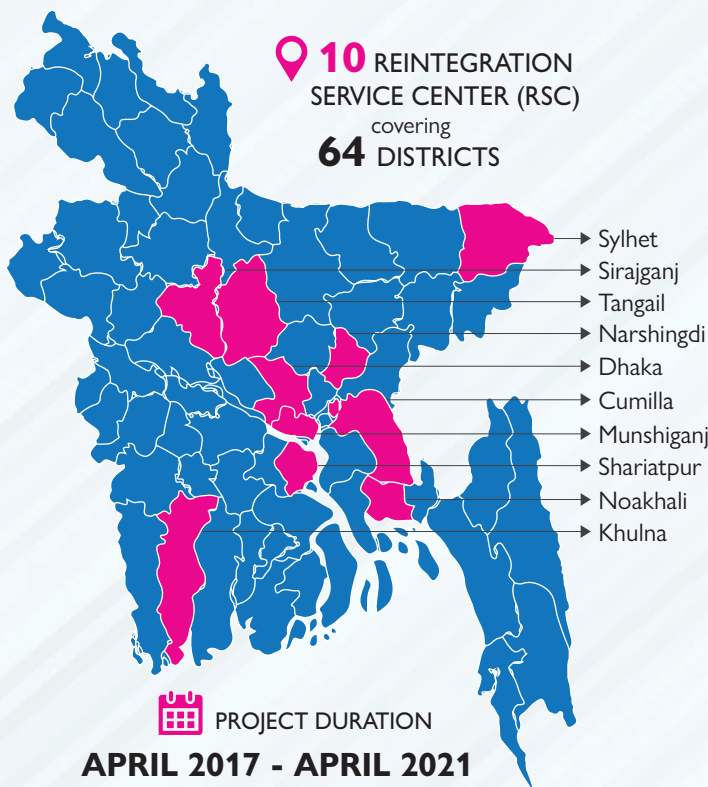 10 REINTEGRATION
SERVICE CENTER (RSC)
covering
64 DISTRICTS
Sylhet
Sirajganj
Tangail
Narshingdi
Dhaka
Cumilla
Munshiganj
Shariatpur
Noakhali
Khulna
PROJECT DURATION
APRIL 2017 - APRIL 2021